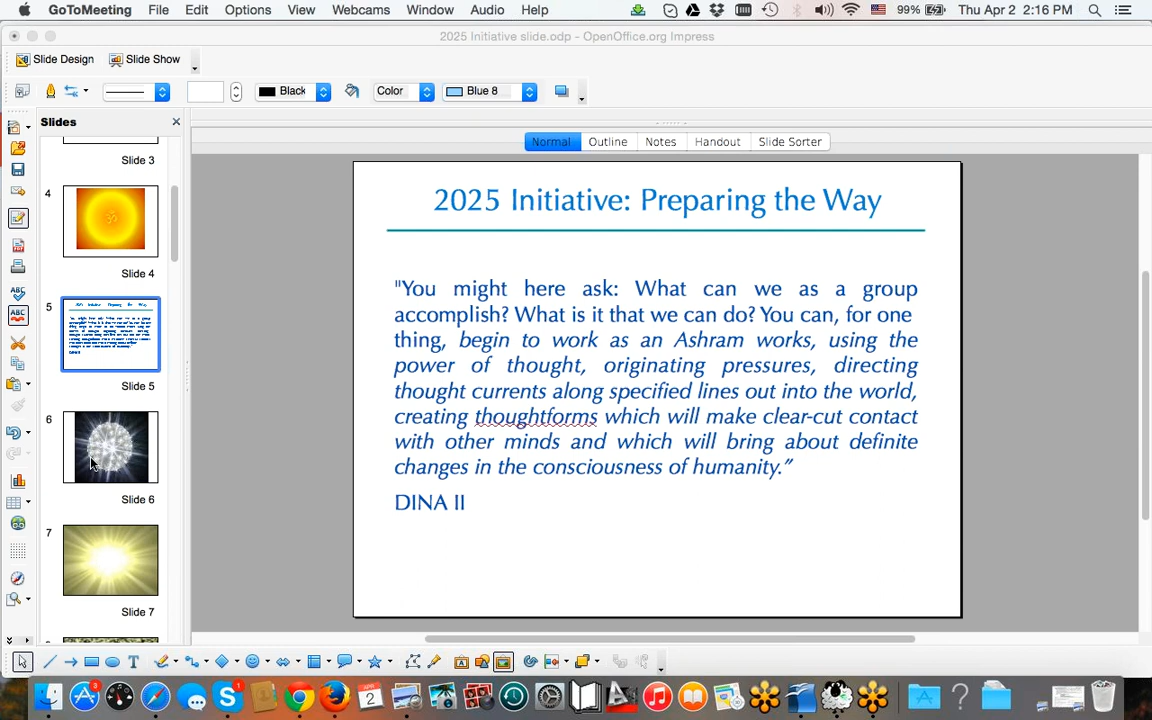 GoToMeeting File Edit Options View Webcams Window Audio Help 99% Thu Apr 2 2:16 PM
2025 Initiative slide.odp - OpenOffice.org Impress
Slide Design Slide Show
Black Color Blue 8
Slides
Normal Outline Notes Handout Slide Sorter
Slide 3
4
Slide 4
5
Slide 5
6
Slide 6
7
Slide 7
2025 Initiative: Preparing the Way
"You might here ask: What can we as a group
accomplish? What is it that we can do? You can, for one
thing, begin to work as an Ashram works, using the
power of thought, originating pressures, directing
thought currents along specified lines out into the world,
creating thoughtforms which will make clear-cut contact
with other minds and which will bring about definite
changes in the consciousness of humanity.”
DINA II